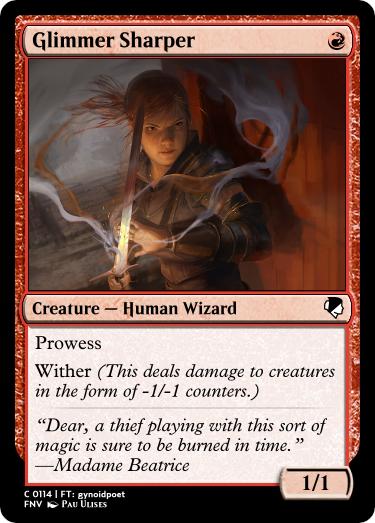 Glimmer Sharper
Creature — Human Wizard
Prowess
Wither (This deals damage to creatures
in the form of -1/-1 counters.)
“Dear, a thief playing with this sort of
magic is sure to be burned in time.”
—Madame Beatrice
1/1
C 0114 | FT: gynoidpoet
FNV Pau Ulises